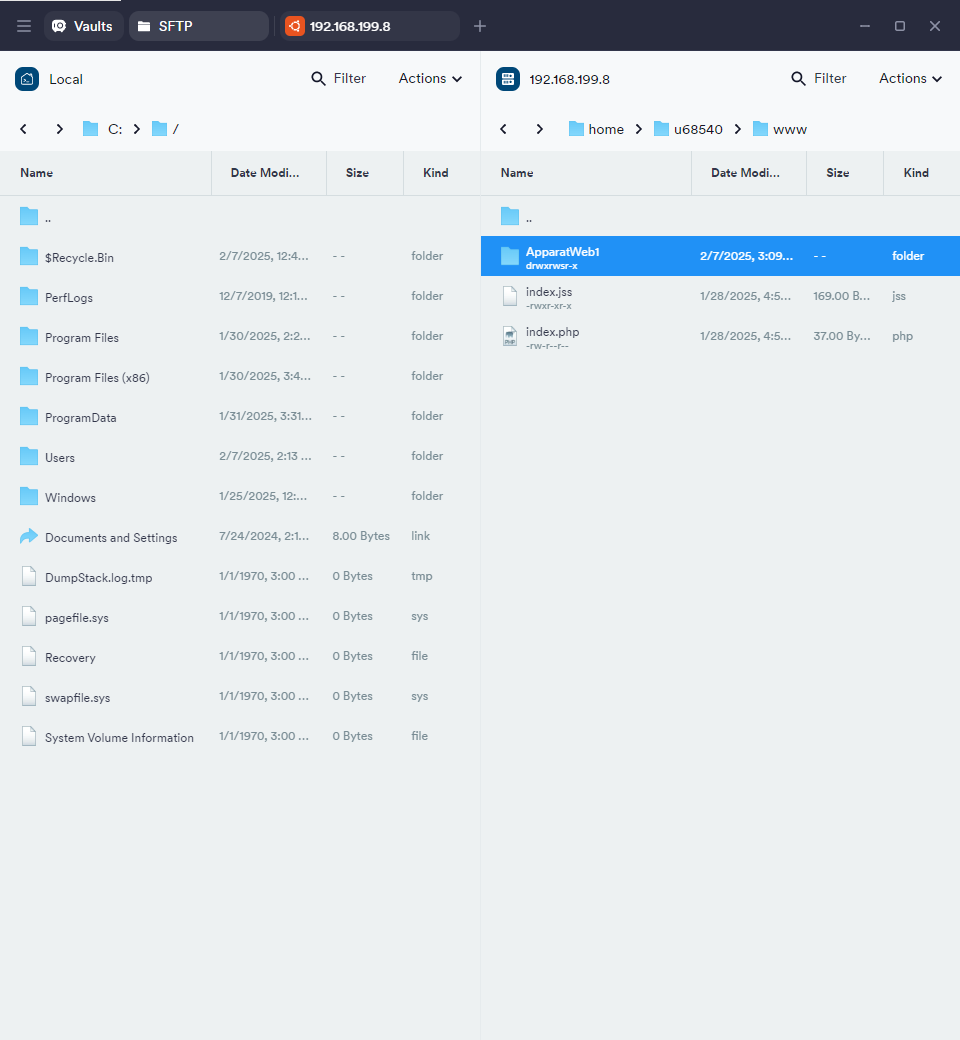 Vaults SFTP 192.168.199.8
Local Filter Actions
C: /
Name Date Modi... Size Kind
..
$Recycle.Bin 2/7/2025, 12:4... - - folder
PerfLogs 12/7/2019, 12:1... - - folder
Program Files 1/30/2025, 2:2... - - folder
Program Files (x86) 1/30/2025, 3:4... - - folder
ProgramData 1/31/2025, 3:31... - - folder
Users 2/7/2025, 2:13 ... - - folder
Windows 1/25/2025, 12:... - - folder
Documents and Settings 7/24/2024, 2:1... 8.00 Bytes link
DumpStack.log.tmp 1/1/1970, 3:00 ... 0 Bytes tmp
pagefile.sys 1/1/1970, 3:00 ... 0 Bytes sys
Recovery 1/1/1970, 3:00 ... 0 Bytes file
swapfile.sys 1/1/1970, 3:00 ... 0 Bytes sys
System Volume Information 1/1/1970, 3:00 ... 0 Bytes file
192.168.199.8 Filter Actions
home u68540 www
Name Date Modi... Size Kind
..
ApparatWeb1 2/7/2025, 3:09... - - folder
drwxrwsr-x
index.jss 1/28/2025, 4:5... 169.00 B... jss
-rwxr-xr-x
index.php 1/28/2025, 4:5... 37.00 By... php
-rw-r--r--